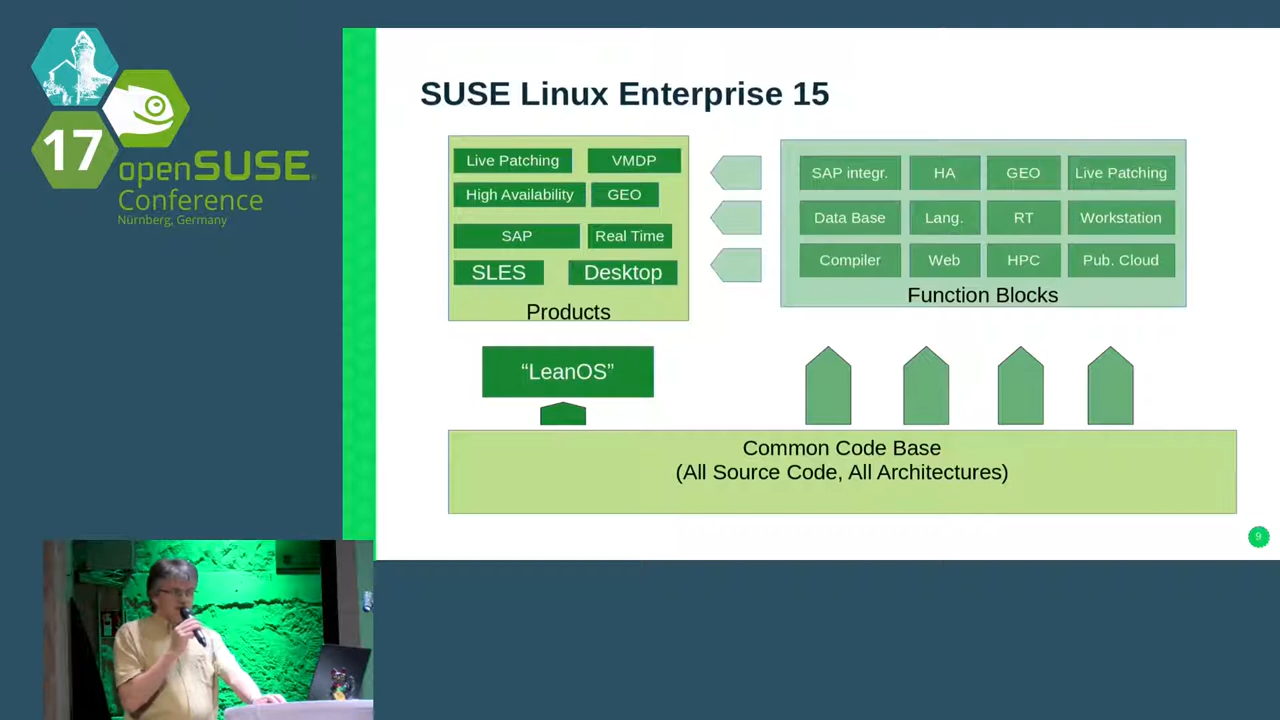 17
openSUSE
Conference
Nürnberg, Germany
SUSE Linux Enterprise 15
Live Patching
VMDP
High Availability
GEO
SAP
Real Time
SLES
Desktop
Products
SAP integr.
HA
GEO
Live Patching
Data Base
Lang.
RT
Workstation
Compiler
Web
HPC
Pub. Cloud
Function Blocks
“LeanOS”
Common Code Base
(All Source Code, All Architectures)
9